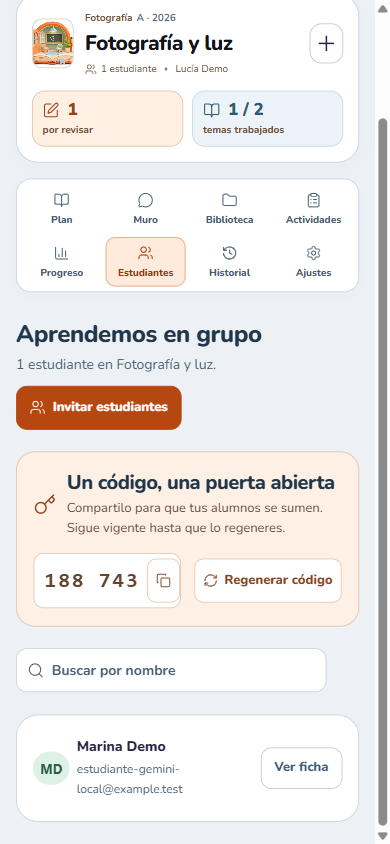 Fotografía A · 2026
Fotografía y luz
1 estudiante • Lucía Demo
1
por revisar
1 / 2
temas trabajados
Plan
Muro
Biblioteca
Actividades
Progreso
Estudiantes
Historial
Ajustes
Aprendemos en grupo
1 estudiante en Fotografía y luz.
Invitar estudiantes
Un código, una puerta abierta
Compartilo para que tus alumnos se sumen.
Sigue vigente hasta que lo regeneres.
188 743
Regenerar código
Buscar por nombre
MD
Marina Demo
estudiante-gemini-
local@example.test
Ver ficha